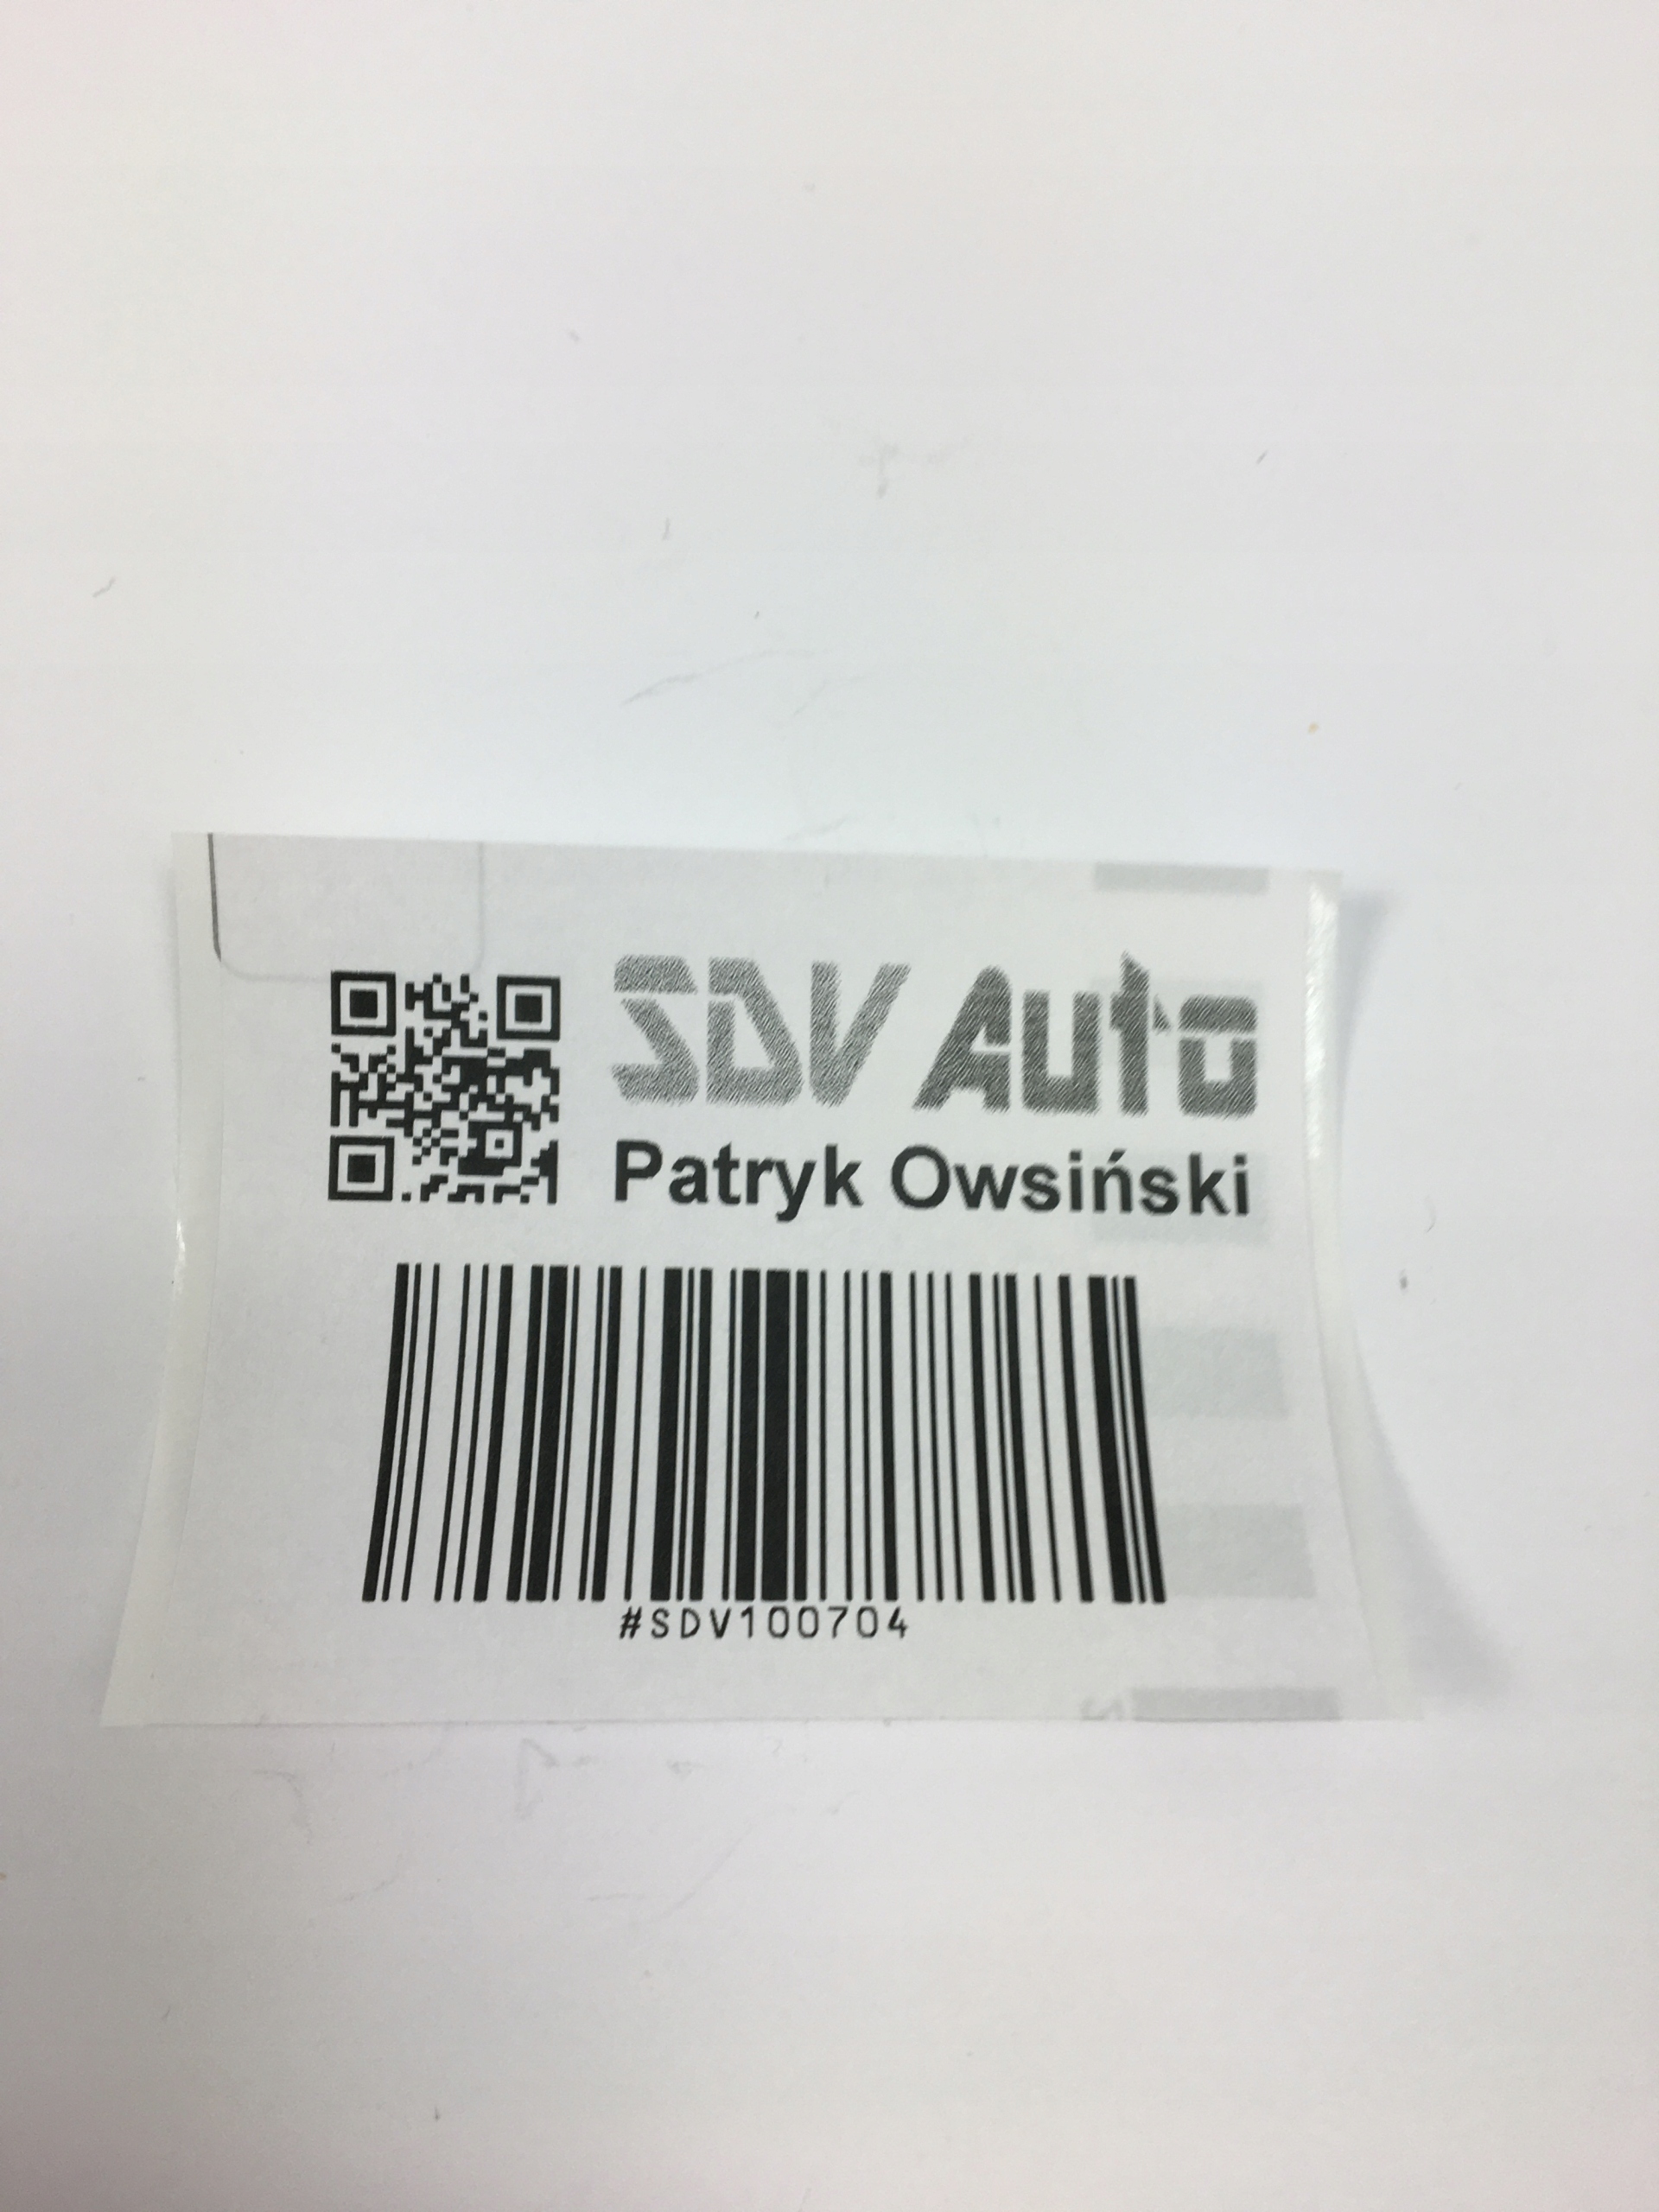 SDV Auto
Patryk Owsiński
#SDV100704